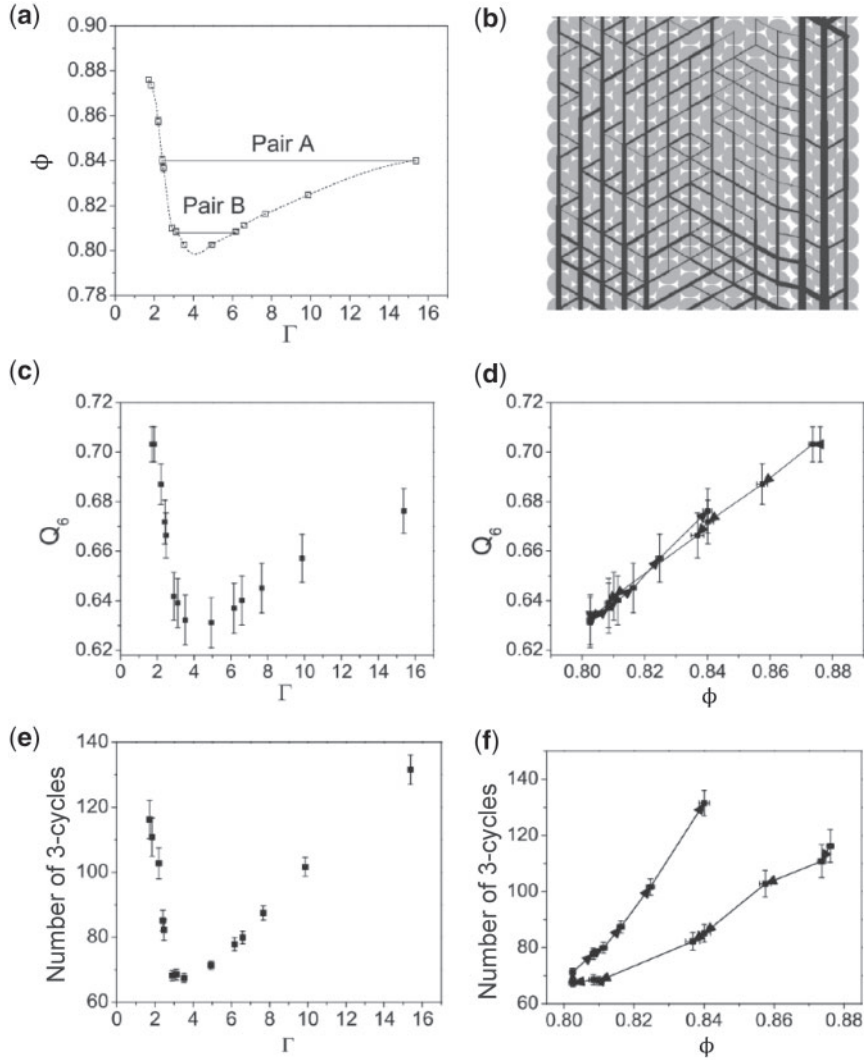 (a)
0.90
0.88
0.86
0.84
0.82
0.80
0.78
ϕ
Pair A
Pair B
0 2 4 6 8 10 12 14 16
Γ
(b)
(c)
0.72
0.70
0.68
0.66
0.64
0.62
Q6
0 2 4 6 8 10 12 14 16
Γ
(d)
0.72
0.70
0.68
0.66
0.64
0.62
Q6
0.80 0.82 0.84 0.86 0.88
ϕ
(e)
140
120
100
80
60
Number of 3-cycles
0 2 4 6 8 10 12 14 16
Γ
(f)
140
120
100
80
60
Number of 3-cycles
0.80 0.82 0.84 0.86 0.88
ϕ